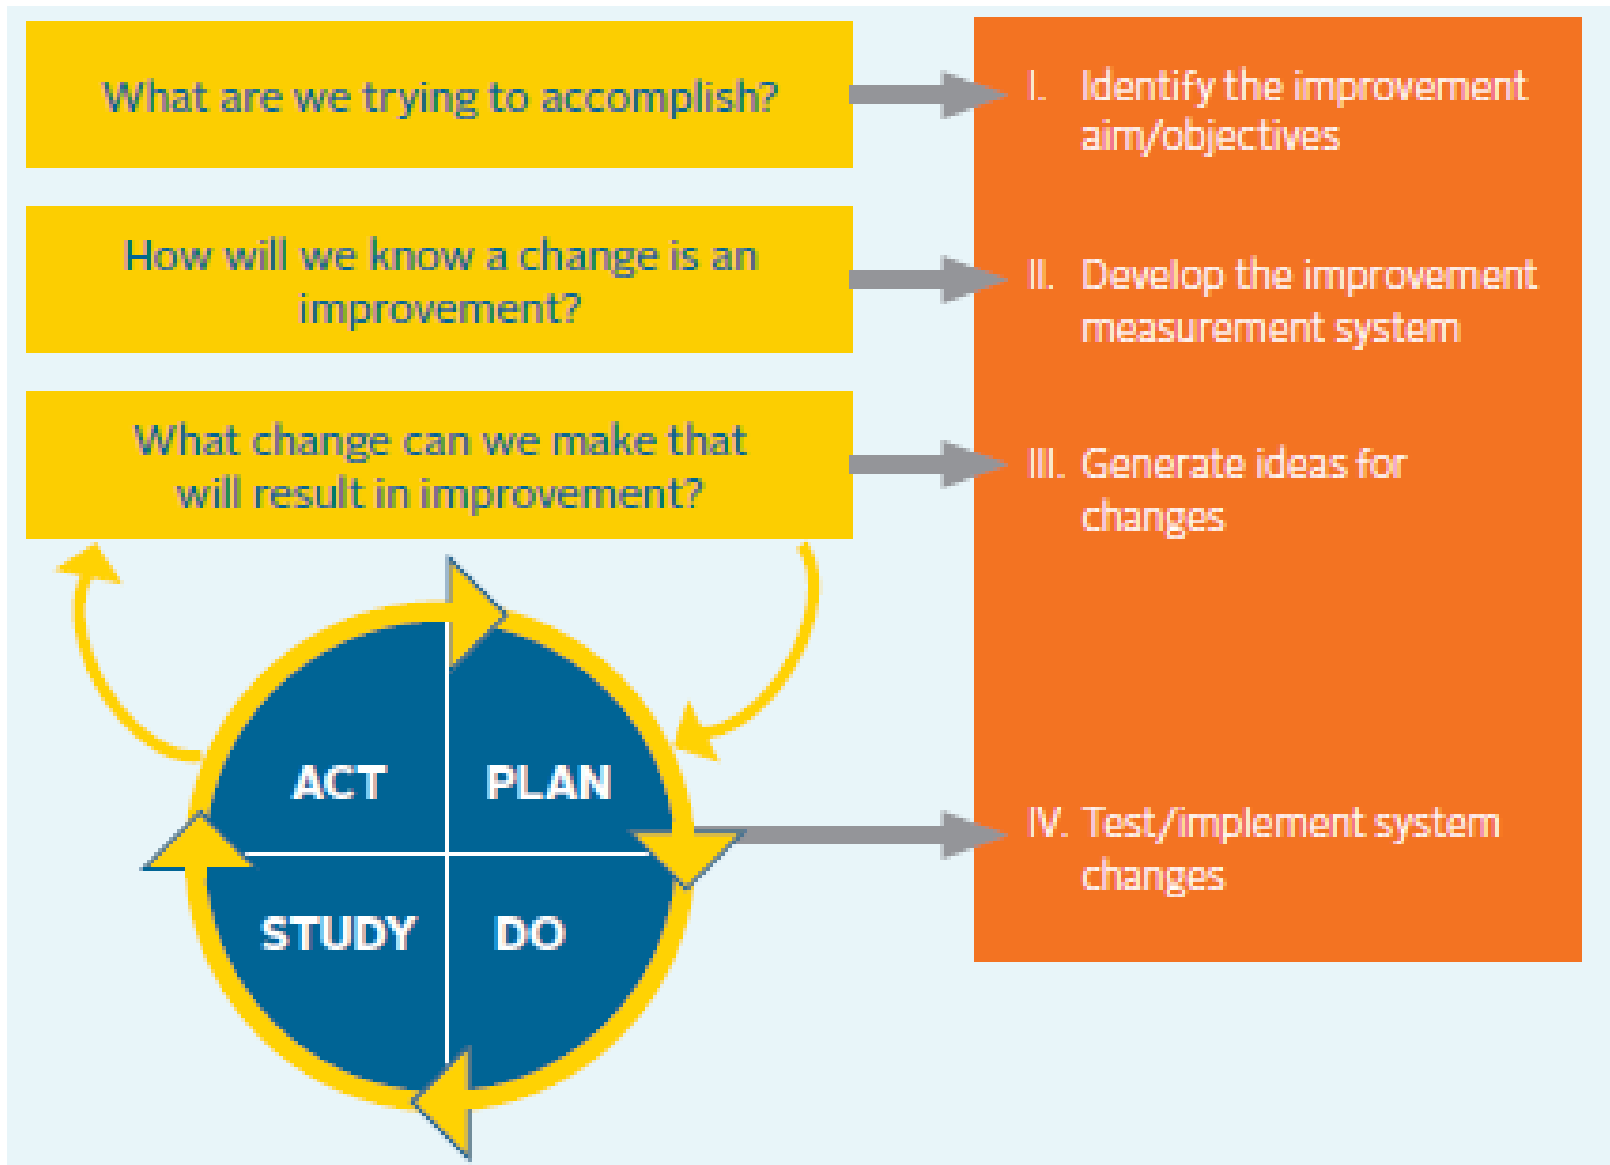 What are we trying to accomplish?
I. Identify the improvement
aim/objectives
How will we know a change is an
improvement?
II. Develop the improvement
measurement system
What change can we make that
will result in improvement?
III. Generate ideas for
changes
ACT PLAN
STUDY DO
IV. Test/implement system
changes